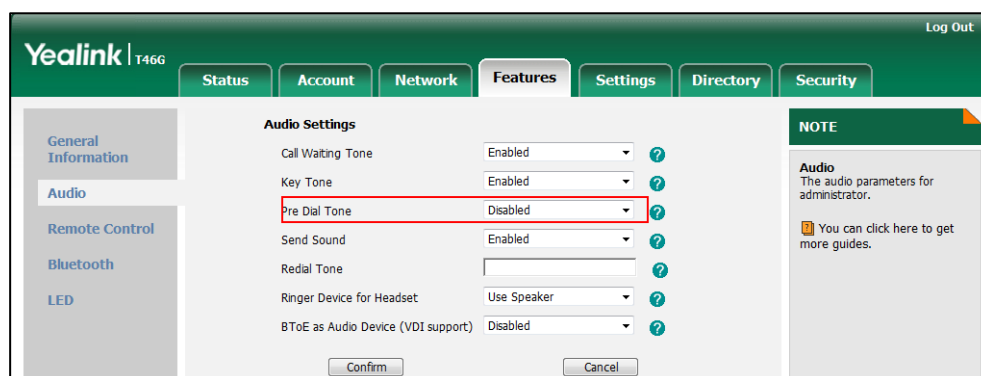 Log Out
Yealink T46G
Status Account Network Features Settings Directory Security
General Information
Audio
Remote Control
Bluetooth
LED
Audio Settings
Call Waiting Tone Enabled
Key Tone Enabled
Pre Dial Tone Disabled
Send Sound Enabled
Redial Tone
Ringer Device for Headset Use Speaker
BToE as Audio Device (VDI support) Disabled
Confirm Cancel
NOTE
Audio
The audio parameters for
administrator.
You can click here to get
more guides.